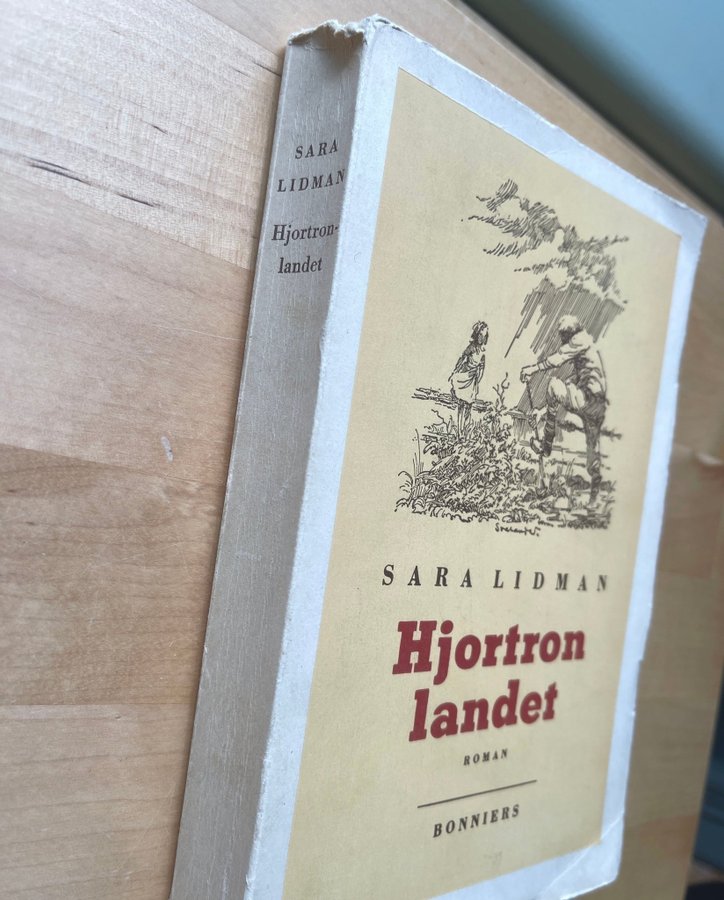 SARA
LIDMAN
Hjortron-
landet
SARA LIDMAN
Hjortron
landet
ROMAN
BONNIERS